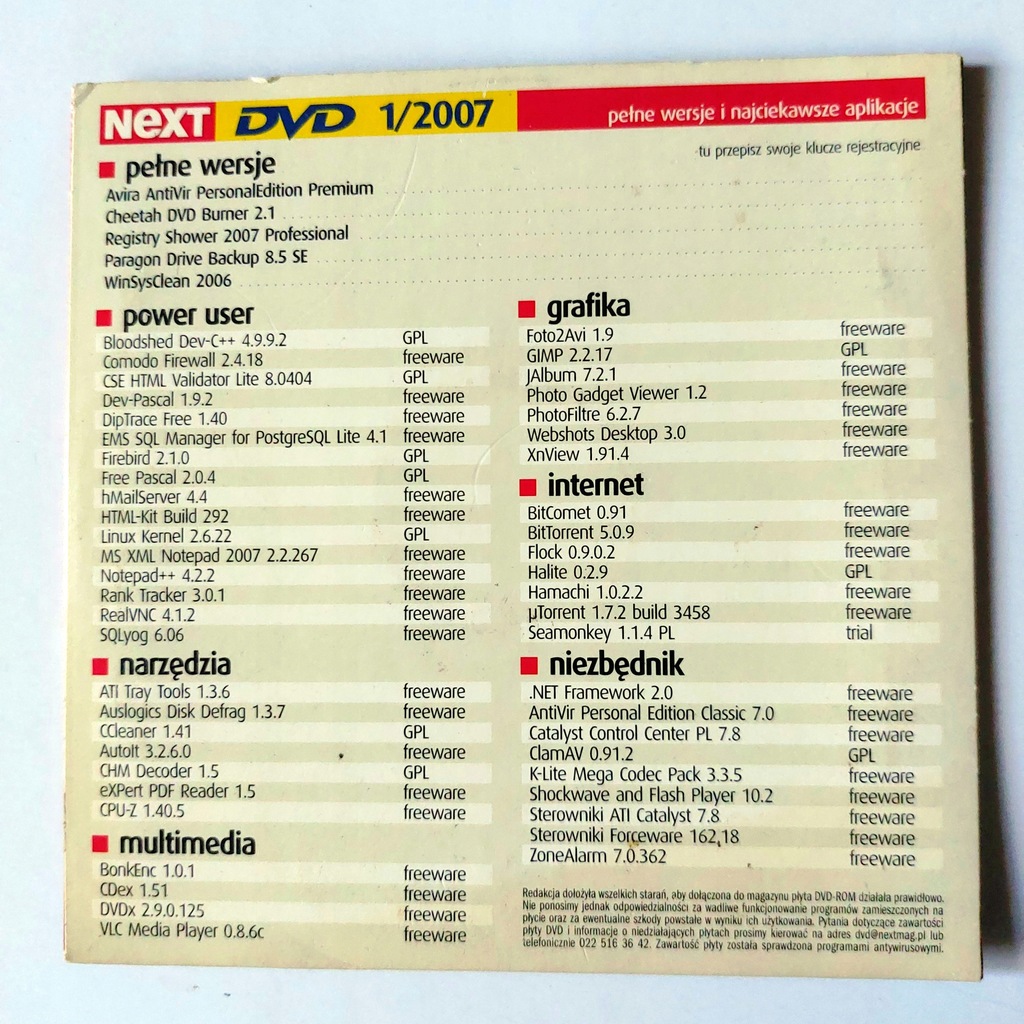 NEXT DVD 1/2007 pełne wersje i najciekawsze aplikacje
tu przepisz swoje klucze rejestracyjne
pełne wersje
Avira AntiVir PersonalEdition Premium
Cheetah DVD Burner 2.1
Registry Shower 2007 Professional
Paragon Drive Backup 8.5 SE
WinSysClean 2006
power user
Bloodshed Dev-C++ 4.9.9.2 GPL
Comodo Firewall 2.4.18 freeware
CSE HTML Validator Lite 8.0404 GPL
Dev-Pascal 1.9.2 freeware
DipTrace Free 1.40 freeware
EMS SQL Manager for PostgreSQL Lite 4.1 freeware
Firebird 2.1.0 GPL
Free Pascal 2.0.4 GPL
hMailServer 4.4 freeware
HTML-Kit Build 292 freeware
Linux Kernel 2.6.22 GPL
MS XML Notepad 2007 2.2.267 freeware
Notepad++ 4.2.2 freeware
Rank Tracker 3.0.1 freeware
RealVNC 4.1.2 freeware
SQLyog 6.06 freeware
narzędzia
ATI Tray Tools 1.3.6 freeware
Auslogics Disk Defrag 1.3.7 freeware
CCleaner 1.41 GPL
AutoIt 3.2.6.0 freeware
CHM Decoder 1.5 GPL
eXPert PDF Reader 1.5 freeware
CPU-Z 1.40.5 freeware
multimedia
BonkEnc 1.0.1 freeware
CDex 1.51 freeware
DVDx 2.9.0.125 freeware
VLC Media Player 0.8.6c freeware
grafika
Foto2Avi 1.9 freeware
GIMP 2.2.17 GPL
JAlbum 7.2.1 freeware
Photo Gadget Viewer 1.2 freeware
PhotoFiltre 6.2.7 freeware
Webshots Desktop 3.0 freeware
XnView 1.91.4 freeware
internet
BitComet 0.91 freeware
BitTorrent 5.0.9 freeware
Flock 0.9.0.2 freeware
Halite 0.2.9 GPL
Hamachi 1.0.2.2 freeware
µTorrent 1.7.2 build 3458 freeware
Seamonkey 1.1.4 PL trial
niezbędnik
.NET Framework 2.0 freeware
AntiVir Personal Edition Classic 7.0 freeware
Catalyst Control Center PL 7.8 freeware
ClamAV 0.91.2 GPL
K-Lite Mega Codec Pack 3.3.5 freeware
Shockwave and Flash Player 10.2 freeware
Sterowniki ATI Catalyst 7.8 freeware
Sterowniki Forceware 162.18 freeware
ZoneAlarm 7.0.362 freeware
Redakcja dołożyła wszelkich starań, aby dołączona do magazynu płyta DVD-ROM działała prawidłowo.
Nie ponosimy jednak odpowiedzialności za wadliwe funkcjonowanie programów zamieszczonych na
płycie oraz za ewentualne szkody powstałe w wyniku ich użytkowania. Pytania dotyczące zawartości
płyty DVD i informacje o niedziałających płytach prosimy kierować na adres dvd@nextmag.pl lub
telefonicznie 022 516 36 42. Zawartość płyty została sprawdzona programami antywirusowymi.